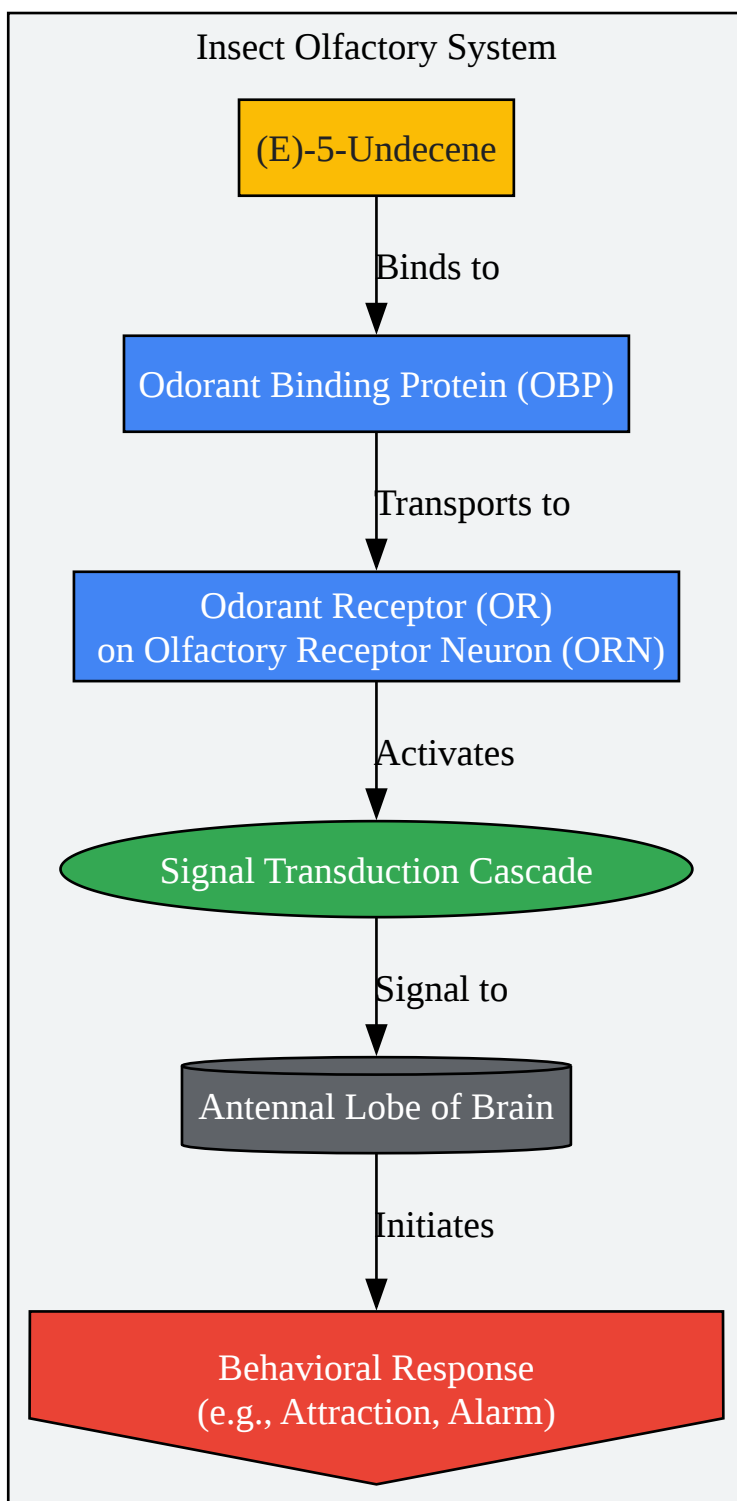 Insect Olfactory System
(E)-5-Undecene
Binds to
Odorant Binding Protein (OBP)
Transports to
Odorant Receptor (OR)
on Olfactory Receptor Neuron (ORN)
Activates
Signal Transduction Cascade
Signal to
Antennal Lobe of Brain
Initiates
Behavioral Response
(e.g., Attraction, Alarm)